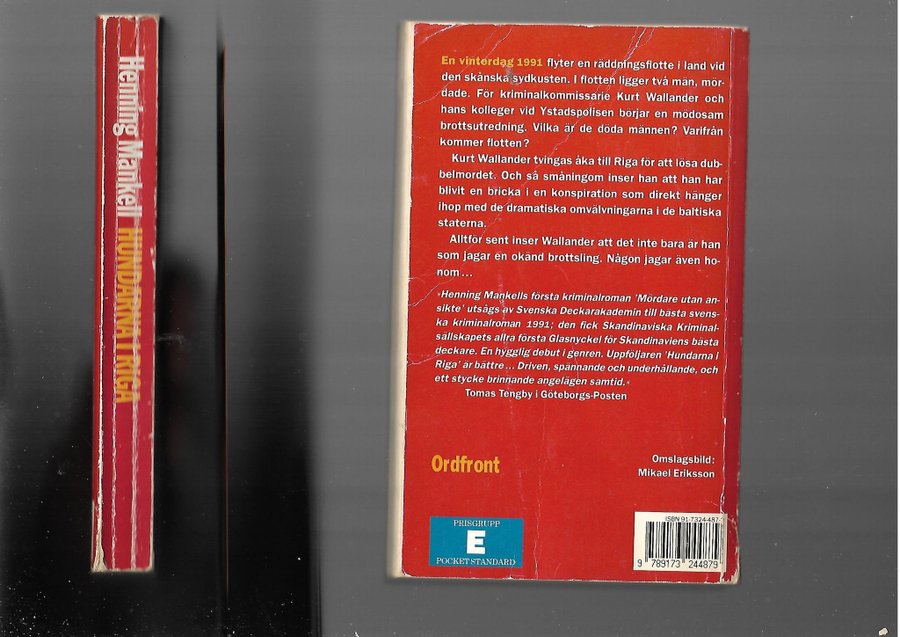 Henning Mankell HUNDARNA I RIGA
En vinterdag 1991 flyter en räddningsflotte i land vid
den skånska sydkusten. I flotten ligger två män, mör-
dade. För kriminalkommissarie Kurt Wallander och
hans kolleger vid Ystadspolisen börjar en mödosam
brottsutredning. Vilka är de döda männen? Varifrån
kommer flotten?
Kurt Wallander tvingas åka till Riga för att lösa dub-
belmordet. Och så småningom inser han att han har
blivit en bricka i en konspiration som direkt hänger
ihop med de dramatiska omvälvningarna i de baltiska
staterna.
Alltför sent inser Wallander att det inte bara är han
som jagar en okänd brottsling. Någon jagar även ho-
nom...
›Henning Mankells första kriminalroman 'Mördare utan an-
sikte' utsågs av Svenska Deckarakademin till bästa svens-
ka kriminalroman 1991; den fick Skandinaviska Kriminal-
sällskapets allra första Glasnyckel för Skandinaviens bästa
deckare. En hygglig debut i genren. Uppföljaren 'Hundarna i
Riga' är bättre... Driven, spännande och underhållande, och
ett stycke brinnande angelägen samtid.‹
Tomas Tengby i Göteborgs-Posten
Ordfront
Omslagsbild:
Mikael Eriksson
PRISGRUPP
E
POCKET STANDARD
ISBN 91-7324-487-
9 789173 244879